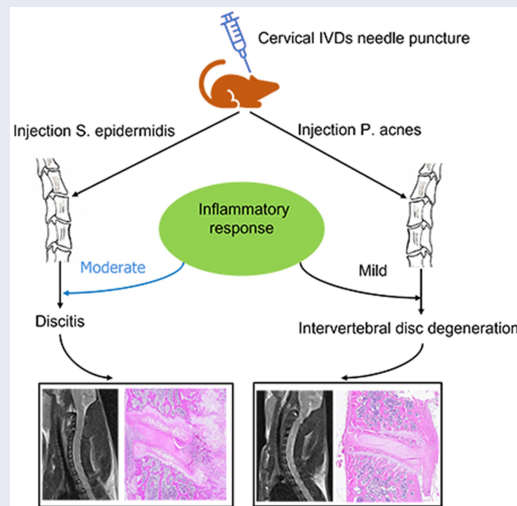 Cervical IVDs needle puncture
Injection S. epidermidis
Injection P. acnes
Inflammatory
response
Moderate
Mild
Discitis
Intervertebral disc degeneration